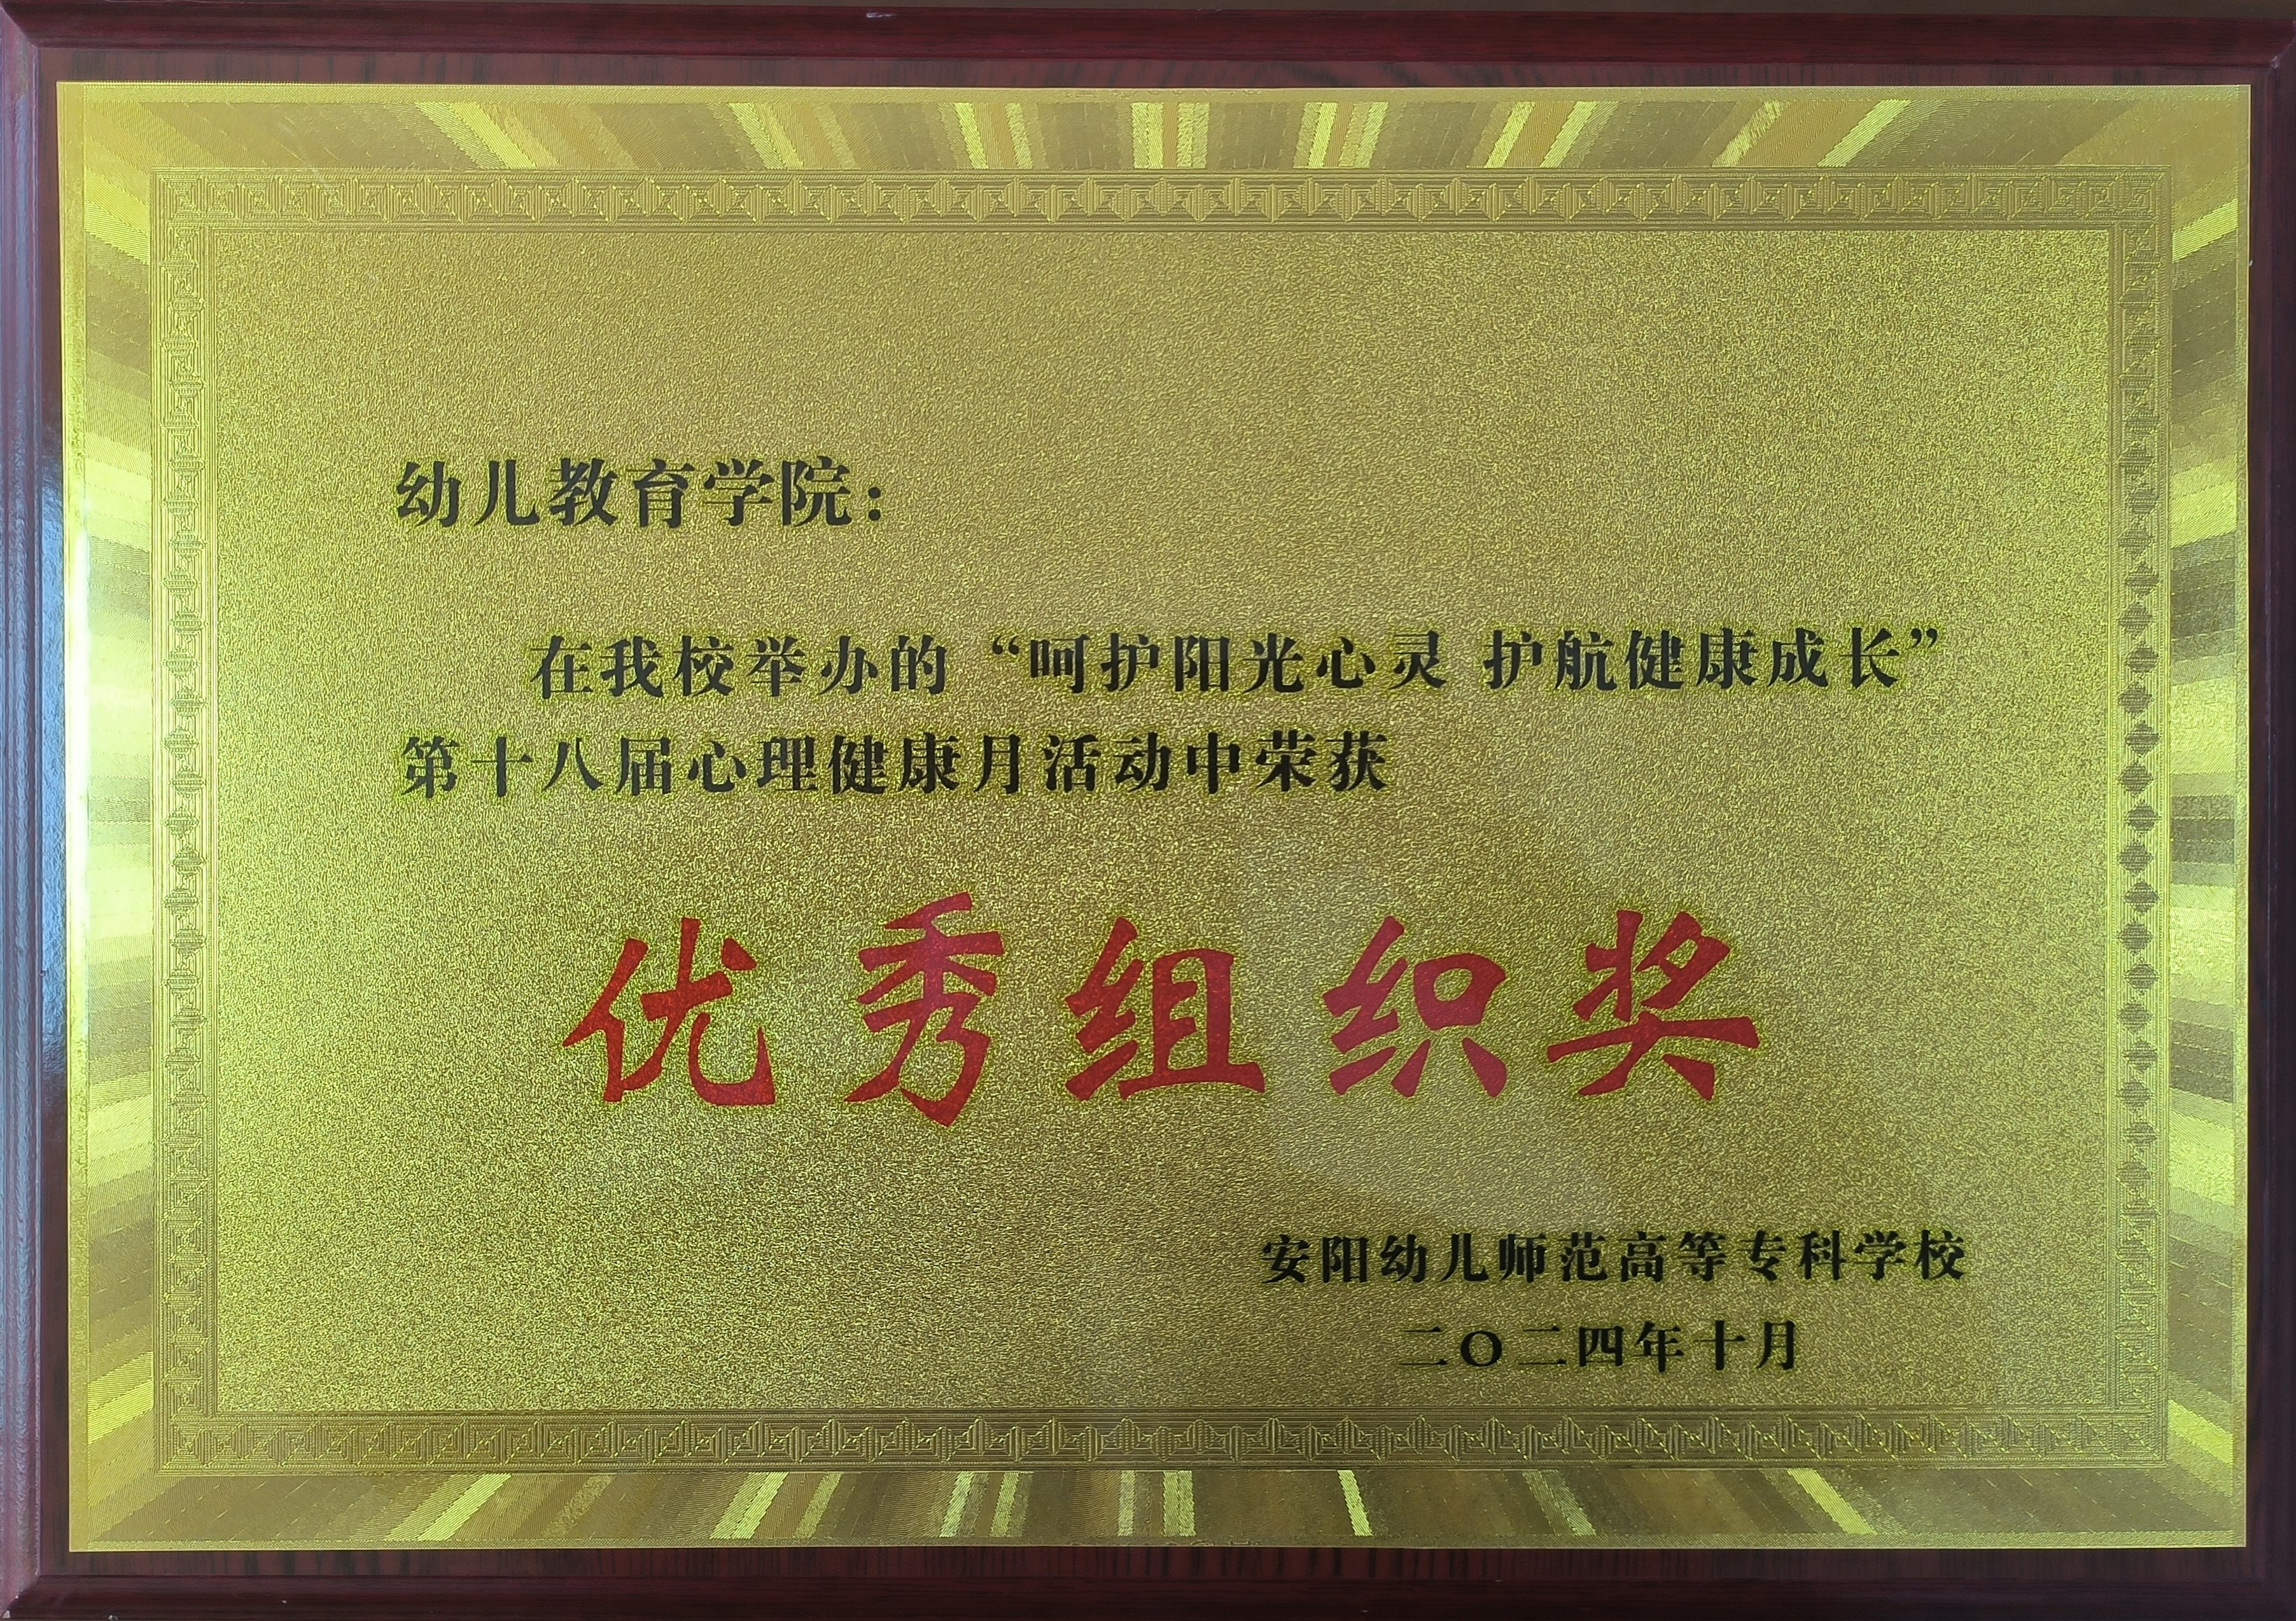 幼儿教育学院：
在我校举办的“呵护阳光心灵 护航健康成长”
第十八届心理健康月活动中荣获
优秀组织奖
安阳幼儿师范高等专科学校
二〇二四年十月